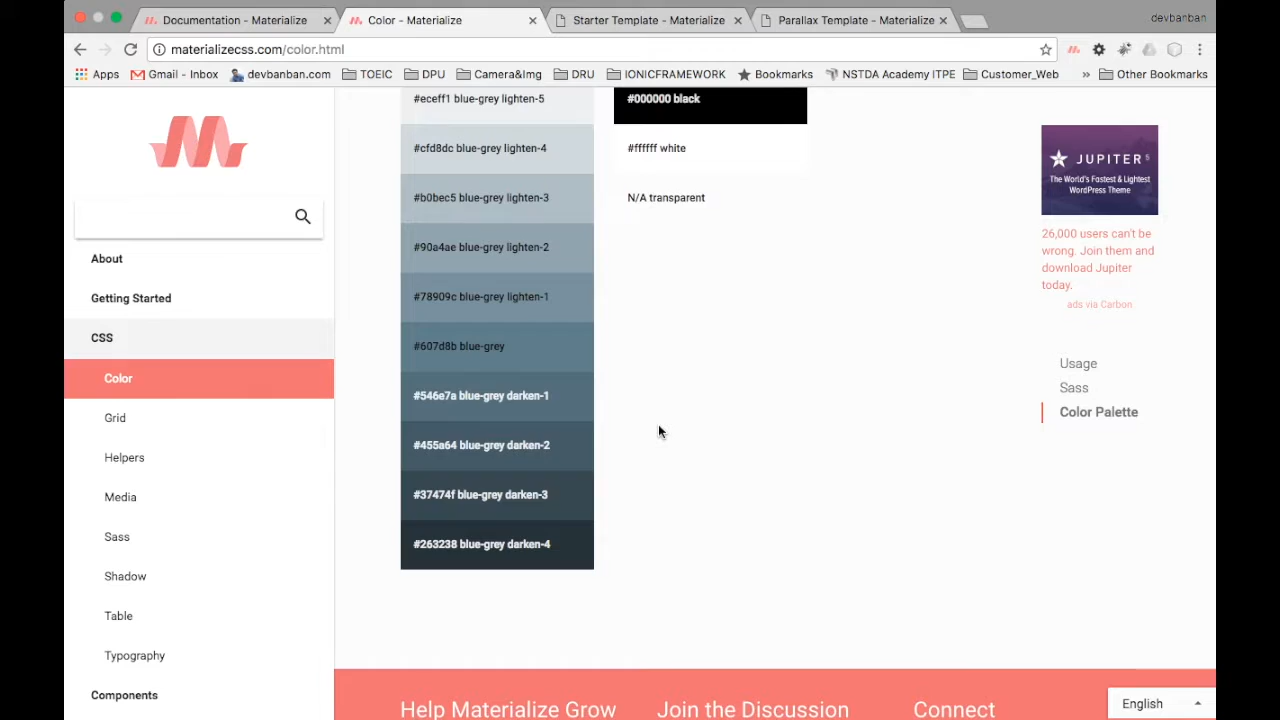 Documentation - Materialize
Color - Materialize
Starter Template - Materialize
Parallax Template - Materialize
devbanban
materializecss.com/color.html
Apps
Gmail - Inbox
devbanban.com
TOEIC
DPU
Camera&Img
DRU
IONICFRAMEWORK
Bookmarks
NSTDA Academy ITPE
Customer_Web
»
Other Bookmarks
About
Getting Started
CSS
Color
Grid
Helpers
Media
Sass
Shadow
Table
Typography
Components
#eceff1 blue-grey lighten-5
#cfd8dc blue-grey lighten-4
#b0bec5 blue-grey lighten-3
#90a4ae blue-grey lighten-2
#78909c blue-grey lighten-1
#607d8b blue-grey
#546e7a blue-grey darken-1
#455a64 blue-grey darken-2
#37474f blue-grey darken-3
#263238 blue-grey darken-4
#000000 black
#ffffff white
N/A transparent
JUPITER 5
The World's Fastest & Lightest
WordPress Theme
26,000 users can't be
wrong. Join them and
download Jupiter
today.
ads via Carbon
Usage
Sass
Color Palette
Help Materialize Grow
Join the Discussion
Connect
English